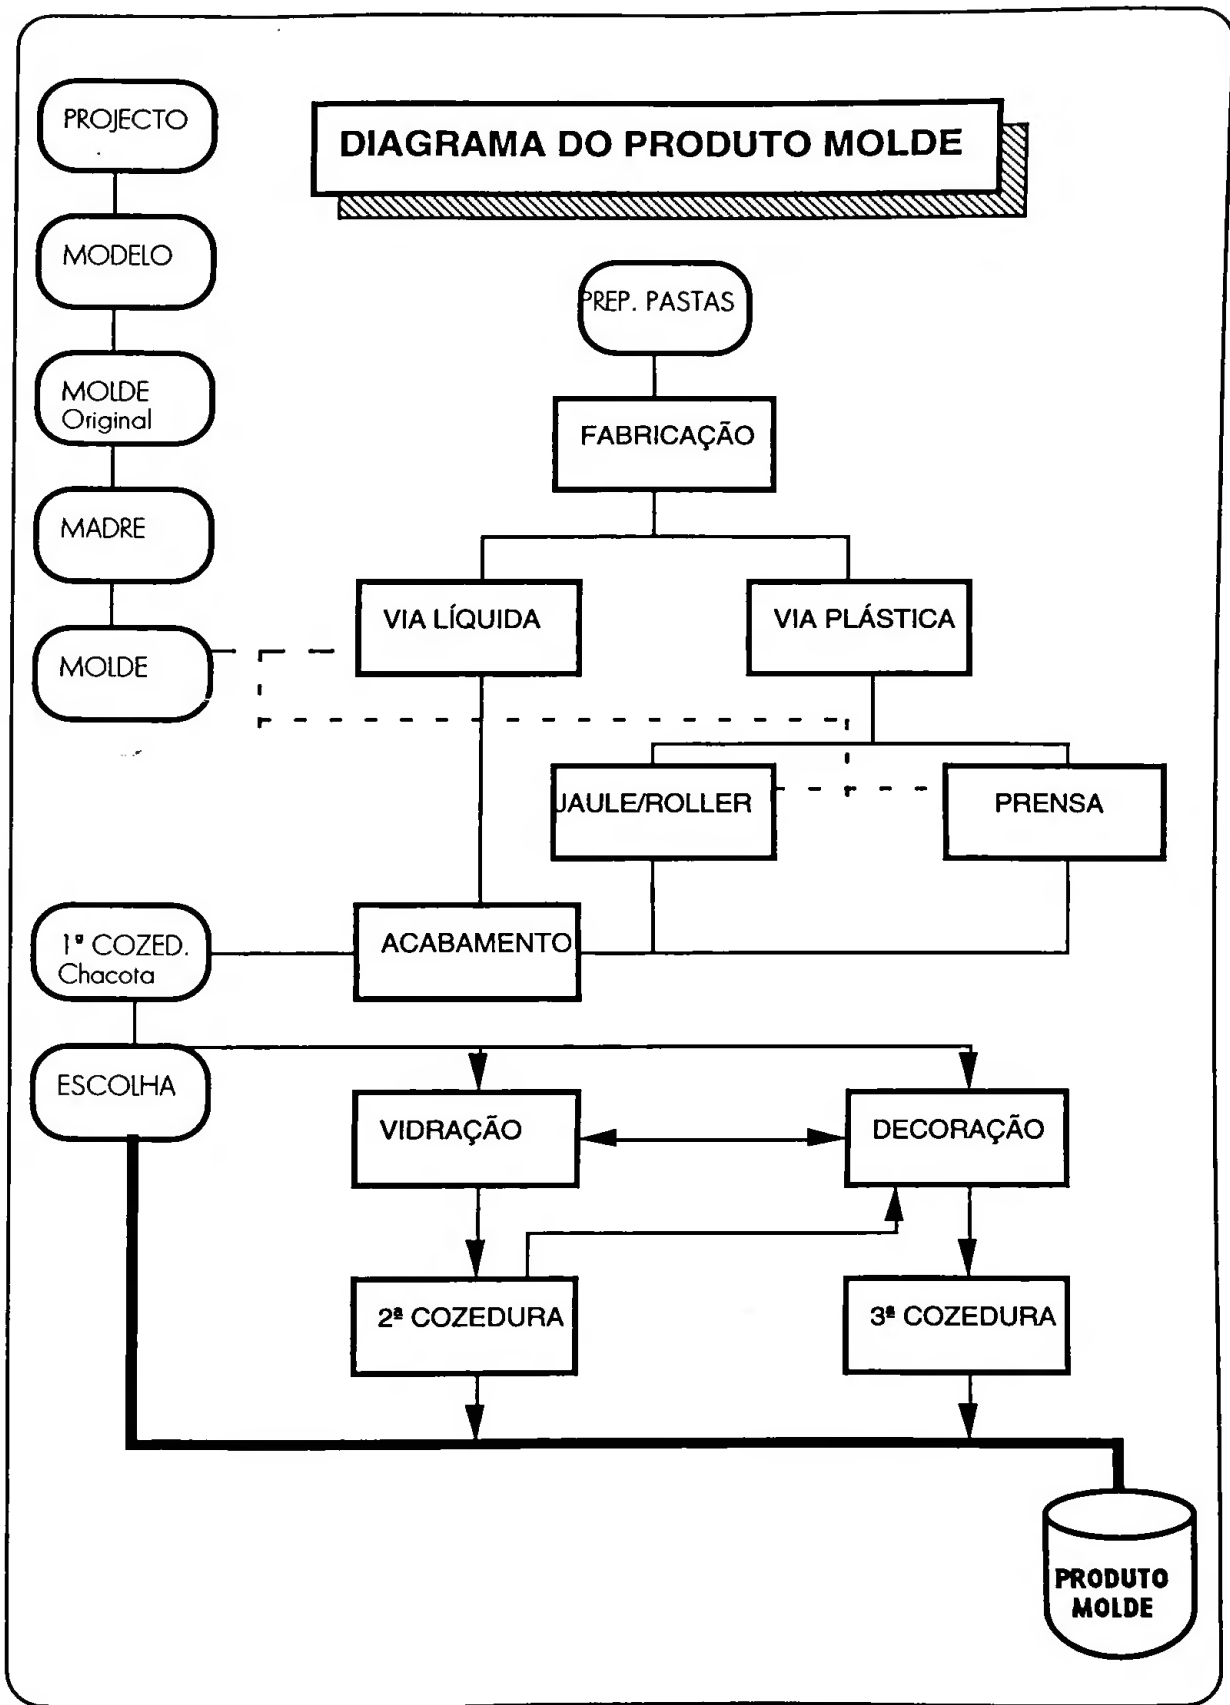 PROJECTO
DIAGRAMA DO PRODUTO MOLDE
MODELO
PREP. PASTAS
MOLDE
Original
FABRICAÇÃO
MADRE
VIA LÍQUIDA
VIA PLÁSTICA
MOLDE
JAULE/ROLLER
PRENSA
1ª COZED.
Chacota
ACABAMENTO
ESCOLHA
VIDRAÇÃO
DECORAÇÃO
2ª COZEDURA
3ª COZEDURA
PRODUTO
MOLDE